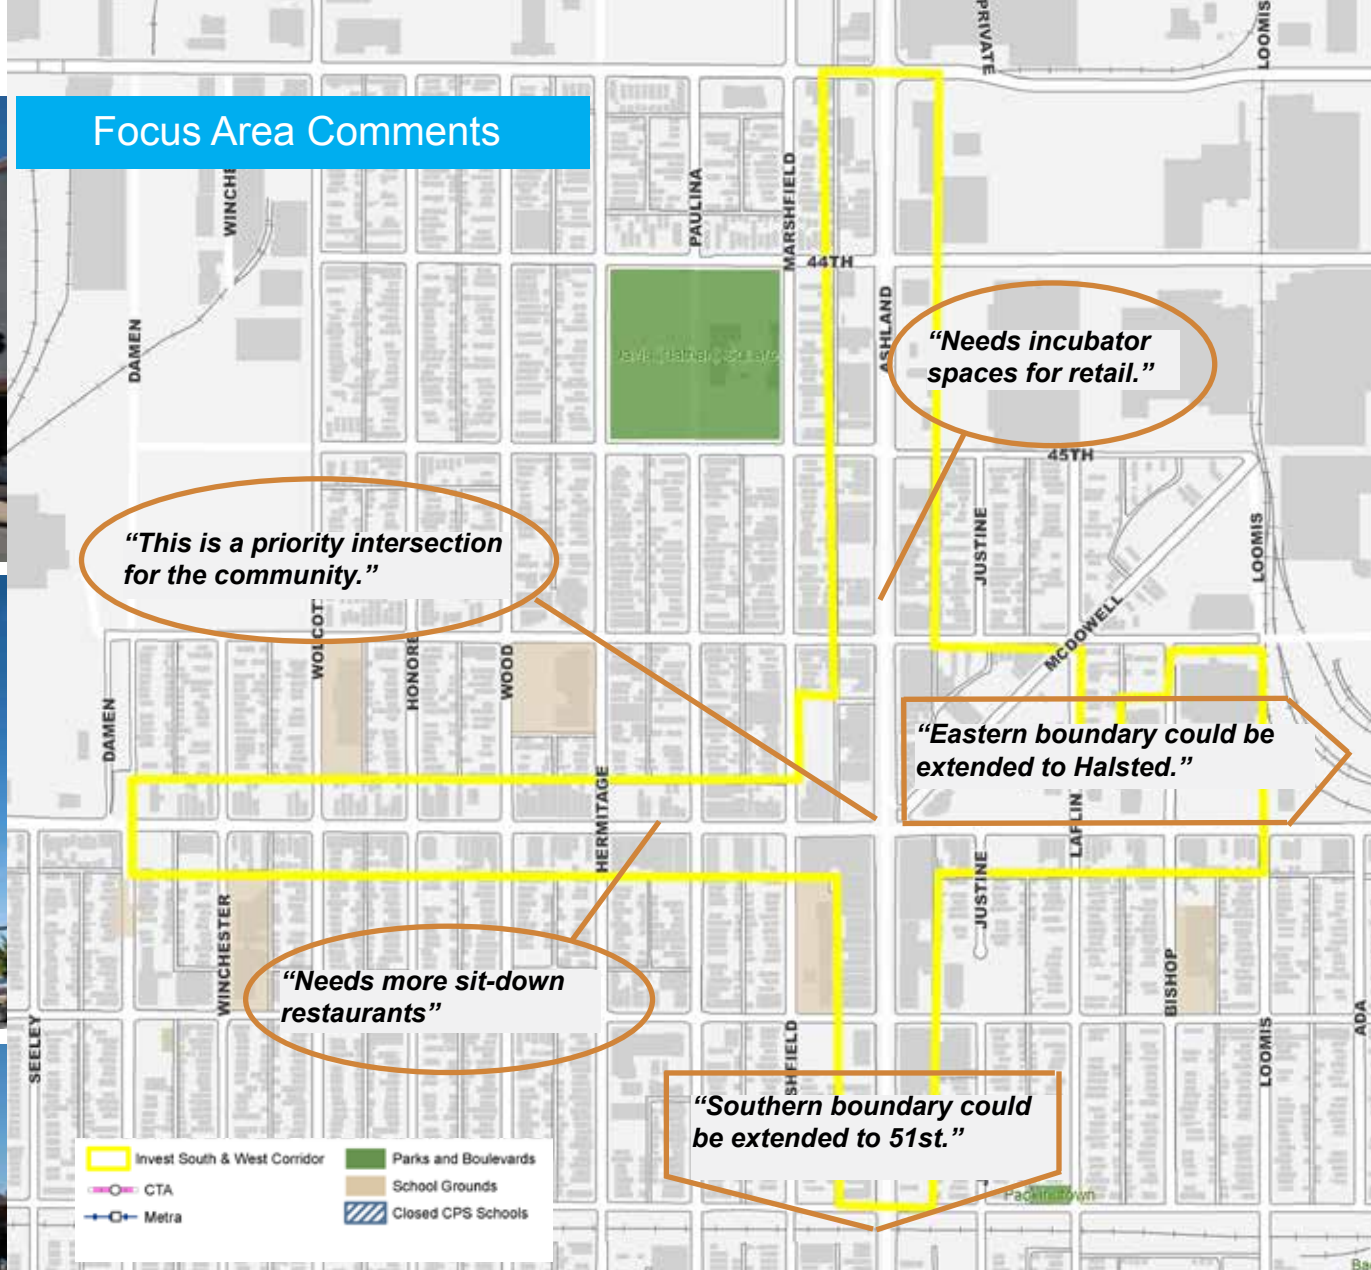 PRIVATE
LOOMIS
Focus Area Comments
PAULINA
MARSHFIELD
44TH
DAMEN
ASHLAND
“Needs incubator
spaces for retail.”
45TH
“This is a priority intersection
for the community.”
JUSTINE
LOOMIS
MCDOWELL
HONORE
WOOD
DAMEN
“Eastern boundary could be
extended to Halsted.”
HERMITAGE
LAFLIN
JUSTINE
WINCHESTER
BISHOP
“Needs more sit-down
restaurants”
SEELEY
LOOMIS
ADA
“Southern boundary could
be extended to 51st.”
Invest South & West Corridor
Parks and Boulevards
CTA
School Grounds
Metra
Closed CPS Schools
Packingtown